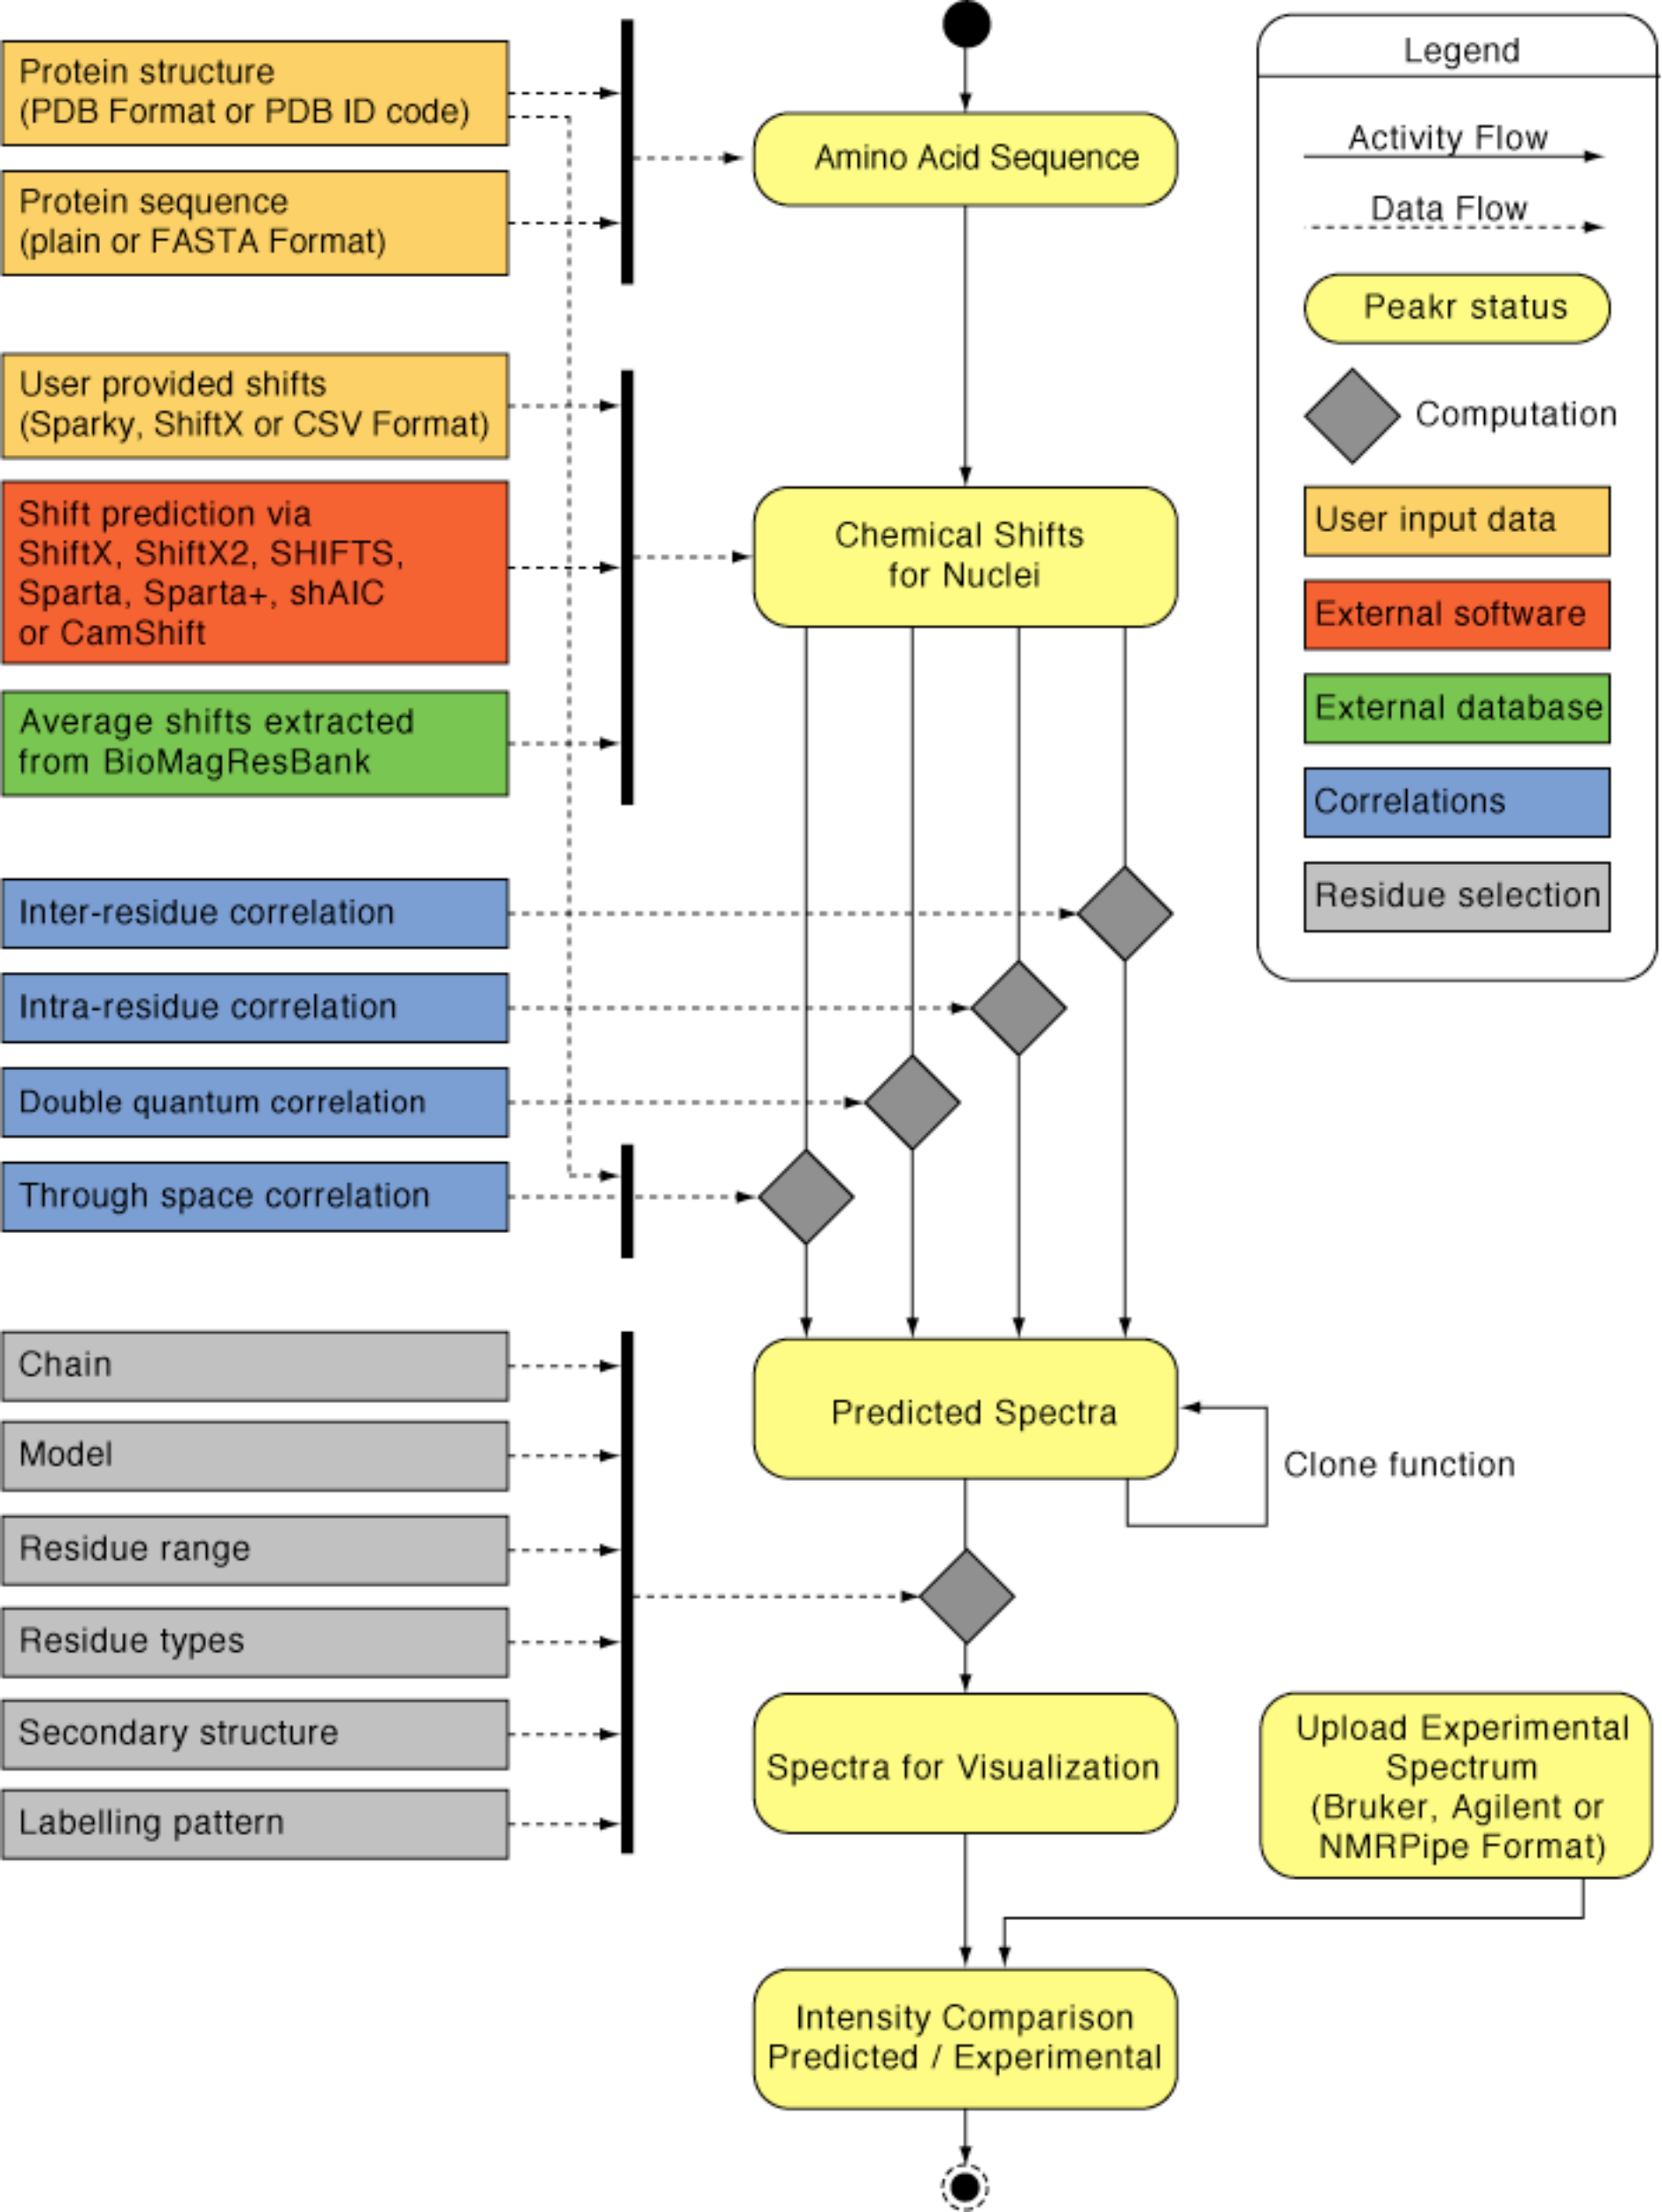 Protein structure
(PDB Format or PDB ID code)
Protein sequence
(plain or FASTA Format)
User provided shifts
(Sparky, ShiftX or CSV Format)
Shift prediction via
ShiftX, ShiftX2, SHIFTS,
Sparta, Sparta+, shAIC
or CamShift
Average shifts extracted
from BioMagResBank
Inter-residue correlation
Intra-residue correlation
Double quantum correlation
Through space correlation
Chain
Model
Residue range
Residue types
Secondary structure
Labelling pattern
Amino Acid Sequence
Chemical Shifts
for Nuclei
Predicted Spectra
Clone function
Spectra for Visualization
Upload Experimental
Spectrum
(Bruker, Agilent or
NMRPipe Format)
Intensity Comparison
Predicted / Experimental
Legend
Activity Flow
Data Flow
Peakr status
Computation
User input data
External software
External database
Correlations
Residue selection